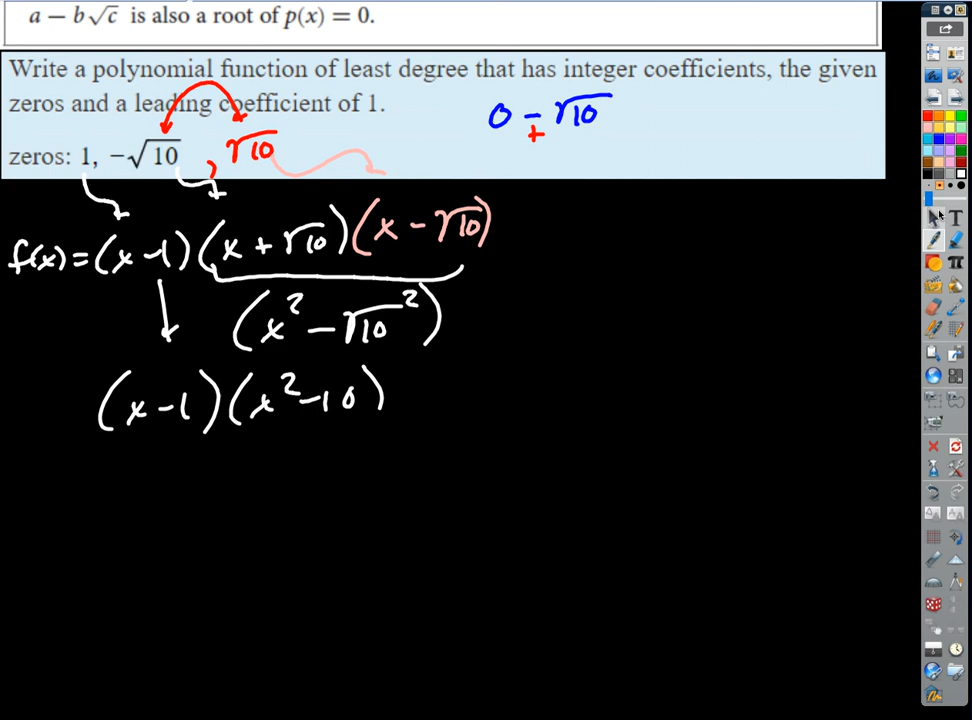 a − b√c is also a root of p(x) = 0.
Write a polynomial function of least degree that has integer coefficients, the given
zeros and a leading coefficient of 1.
0 − √10
+
zeros: 1, −√10 , √10
f(x) = (x − 1)(x + √10)(x − √10)
(x² − √10²)
(x − 1)(x² − 10)